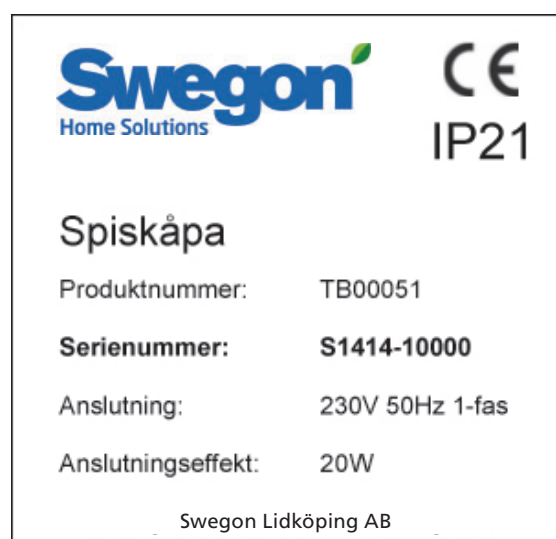 Swegon
Home Solutions
CE
IP21
Spiskåpa
Produktnummer: TB00051
Serienummer: S1414-10000
Anslutning: 230V 50Hz 1-fas
Anslutningseffekt: 20W
Swegon Lidköping AB